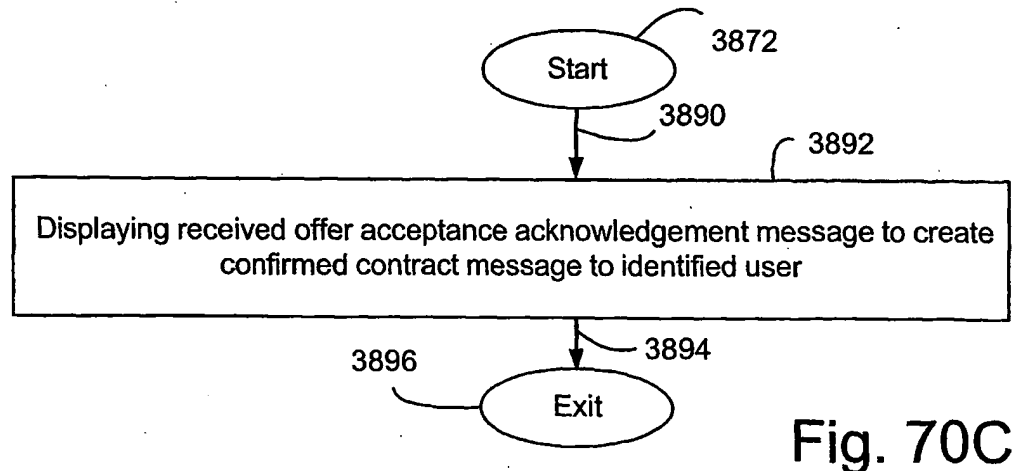 3872
Start
3890
3892
Displaying received offer acceptance acknowledgement message to create
confirmed contract message to identified user
3894
3896
Exit
Fig. 70C